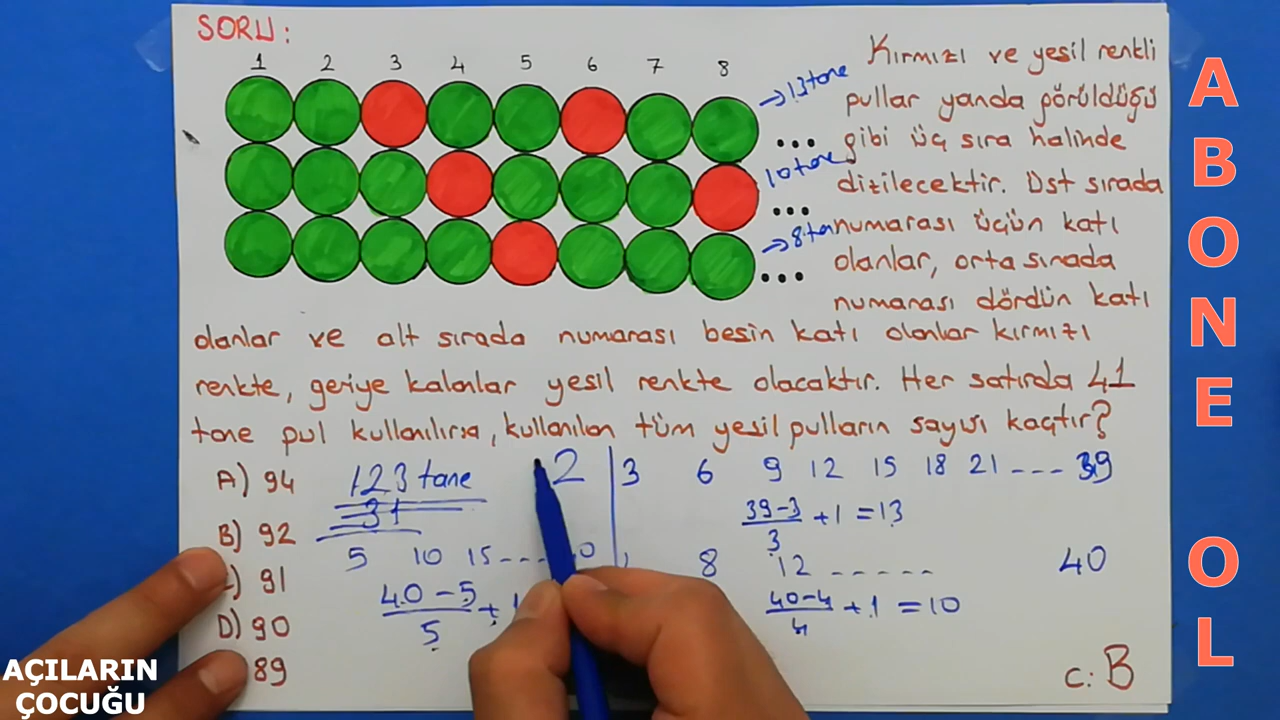 SORU:
1 2 3 4 5 6 7 8
→13 tane
10 tane
→8 tan
...
...
...
Kırmızı ve yeşil renkli
pullar yanda görüldüğü
gibi üç sıra halinde
dizilecektir. Üst sırada
numarası üçün katı
olanlar, orta sırada
numarası dördün katı
olanlar ve alt sırada numarası beşin katı olanlar kırmızı
renkte, geriye kalanlar yeşil renkte olacaktır. Her satırda 41
tane pul kullanılırsa, kullanılan tüm yeşil pulların sayısı kaçtır?
A) 94
B) 92
) 91
D) 90
89
123 tane
- 31
2
3 6 9 12 15 18 21 --- 39
39-3/3 +1 = 13
5 10 15 --- 0
40-5/5 +
8 12 ----- 40
40-4/4 +1 = 10
C: B
ABONE OL
AÇILARIN
ÇOCUĞU